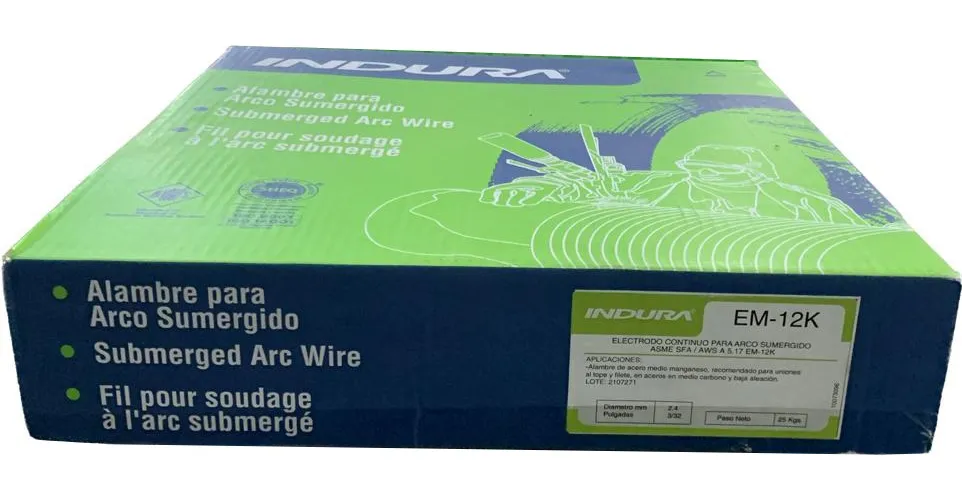 INDURA
Alambre para
Arco Sumergido
Submerged Arc Wire
Fil pour soudage
à l'arc submergé
Alambre para
Arco Sumergido
Submerged Arc Wire
Fil pour soudage
à l'arc submergé
INDURA EM-12K
ELECTRODO CONTINUO PARA ARCO SUMERGIDO
ASME SFA / AWS A 5.17 EM-12K
APLICACIONES:
-Alambre de acero medio manganeso, recomendado para uniones
al tope y filete, en aceros en medio carbono y baja aleación.
LOTE: 2107271
Diametro mm 2.4
Pulgadas 3/32
Peso Neto 25 Kgs